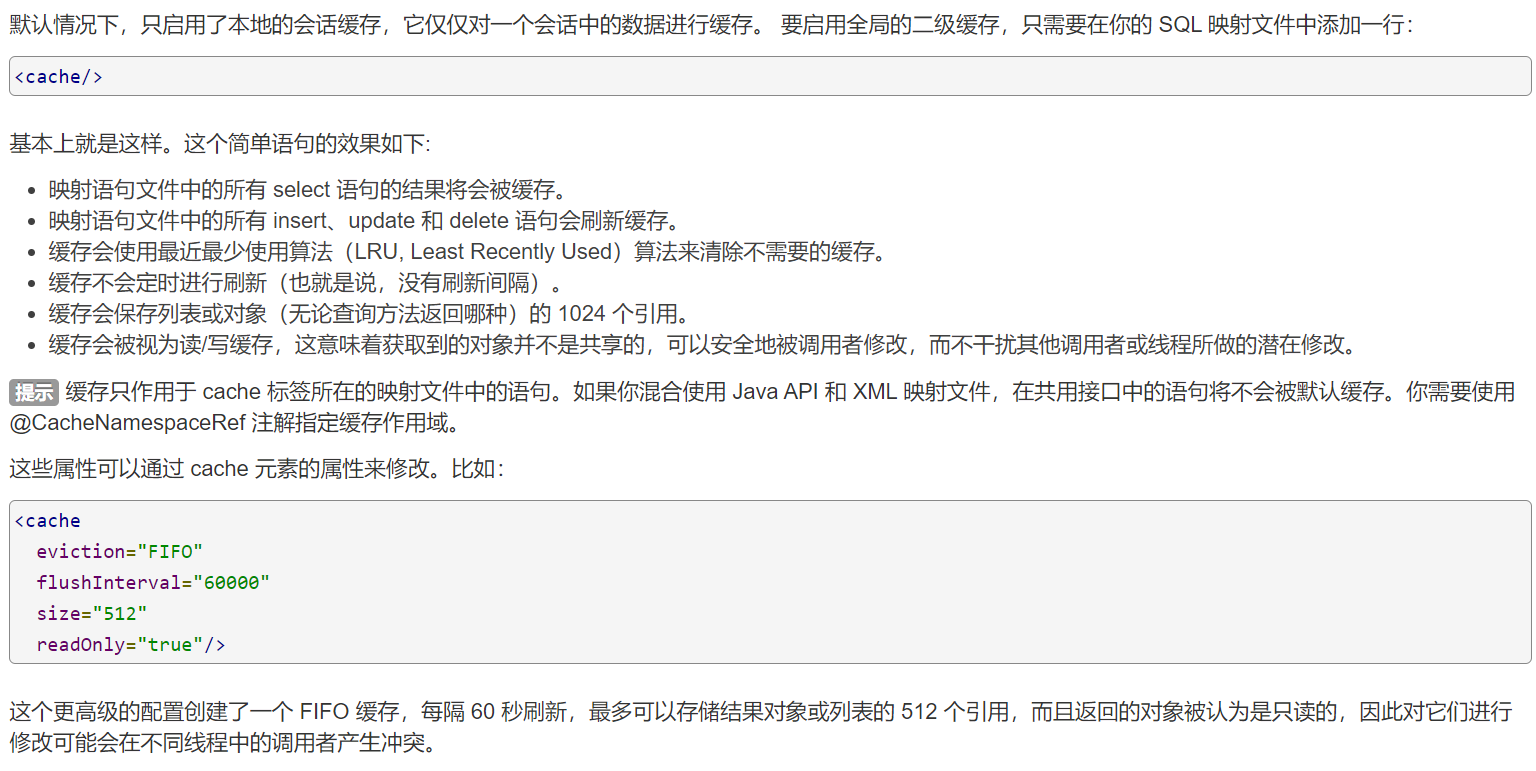 默认情况下，只启用了本地的会话缓存，它仅仅对一个会话中的数据进行缓存。 要启用全局的二级缓存，只需要在你的 SQL 映射文件中添加一行：
<cache/>
基本上就是这样。这个简单语句的效果如下:
• 映射语句文件中的所有 select 语句的结果将会被缓存。
• 映射语句文件中的所有 insert、update 和 delete 语句会刷新缓存。
• 缓存会使用最近最少使用算法（LRU, Least Recently Used）算法来清除不需要的缓存。
• 缓存不会定时进行刷新（也就是说，没有刷新间隔）。
• 缓存会保存列表或对象（无论查询方法返回哪种）的 1024 个引用。
• 缓存会被视为读/写缓存，这意味着获取到的对象并不是共享的，可以安全地被调用者修改，而不干扰其他调用者或线程所做的潜在修改。
提示 缓存只作用于 cache 标签所在的映射文件中的语句。如果你混合使用 Java API 和 XML 映射文件，在共用接口中的语句将不会被默认缓存。你需要使用
@CacheNamespaceRef 注解指定缓存作用域。
这些属性可以通过 cache 元素的属性来修改。比如：
<cache
  eviction="FIFO"
  flushInterval="60000"
  size="512"
  readOnly="true"/>
这个更高级的配置创建了一个 FIFO 缓存，每隔 60 秒刷新，最多可以存储结果对象或列表的 512 个引用，而且返回的对象被认为是只读的，因此对它们进行
修改可能会在不同线程中的调用者产生冲突。